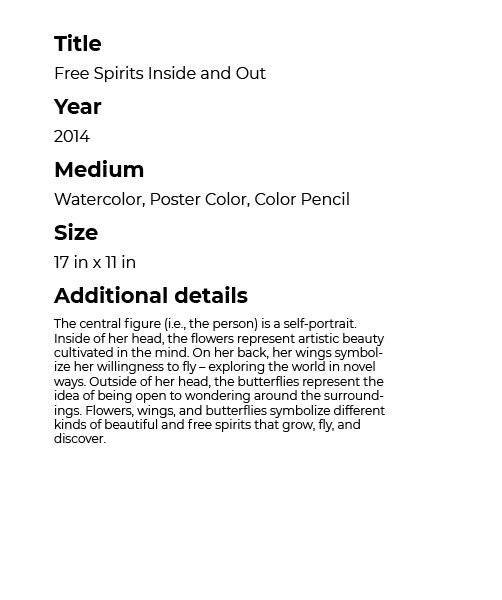 Title
Free Spirits Inside and Out
Year
2014
Medium
Watercolor, Poster Color, Color Pencil
Size
17 in x 11 in
Additional details
The central figure (i.e., the person) is a self-portrait.
Inside of her head, the flowers represent artistic beauty
cultivated in the mind. On her back, her wings symbol-
ize her willingness to fly – exploring the world in novel
ways. Outside of her head, the butterflies represent the
idea of being open to wondering around the surround-
ings. Flowers, wings, and butterflies symbolize different
kinds of beautiful and free spirits that grow, fly, and
discover.